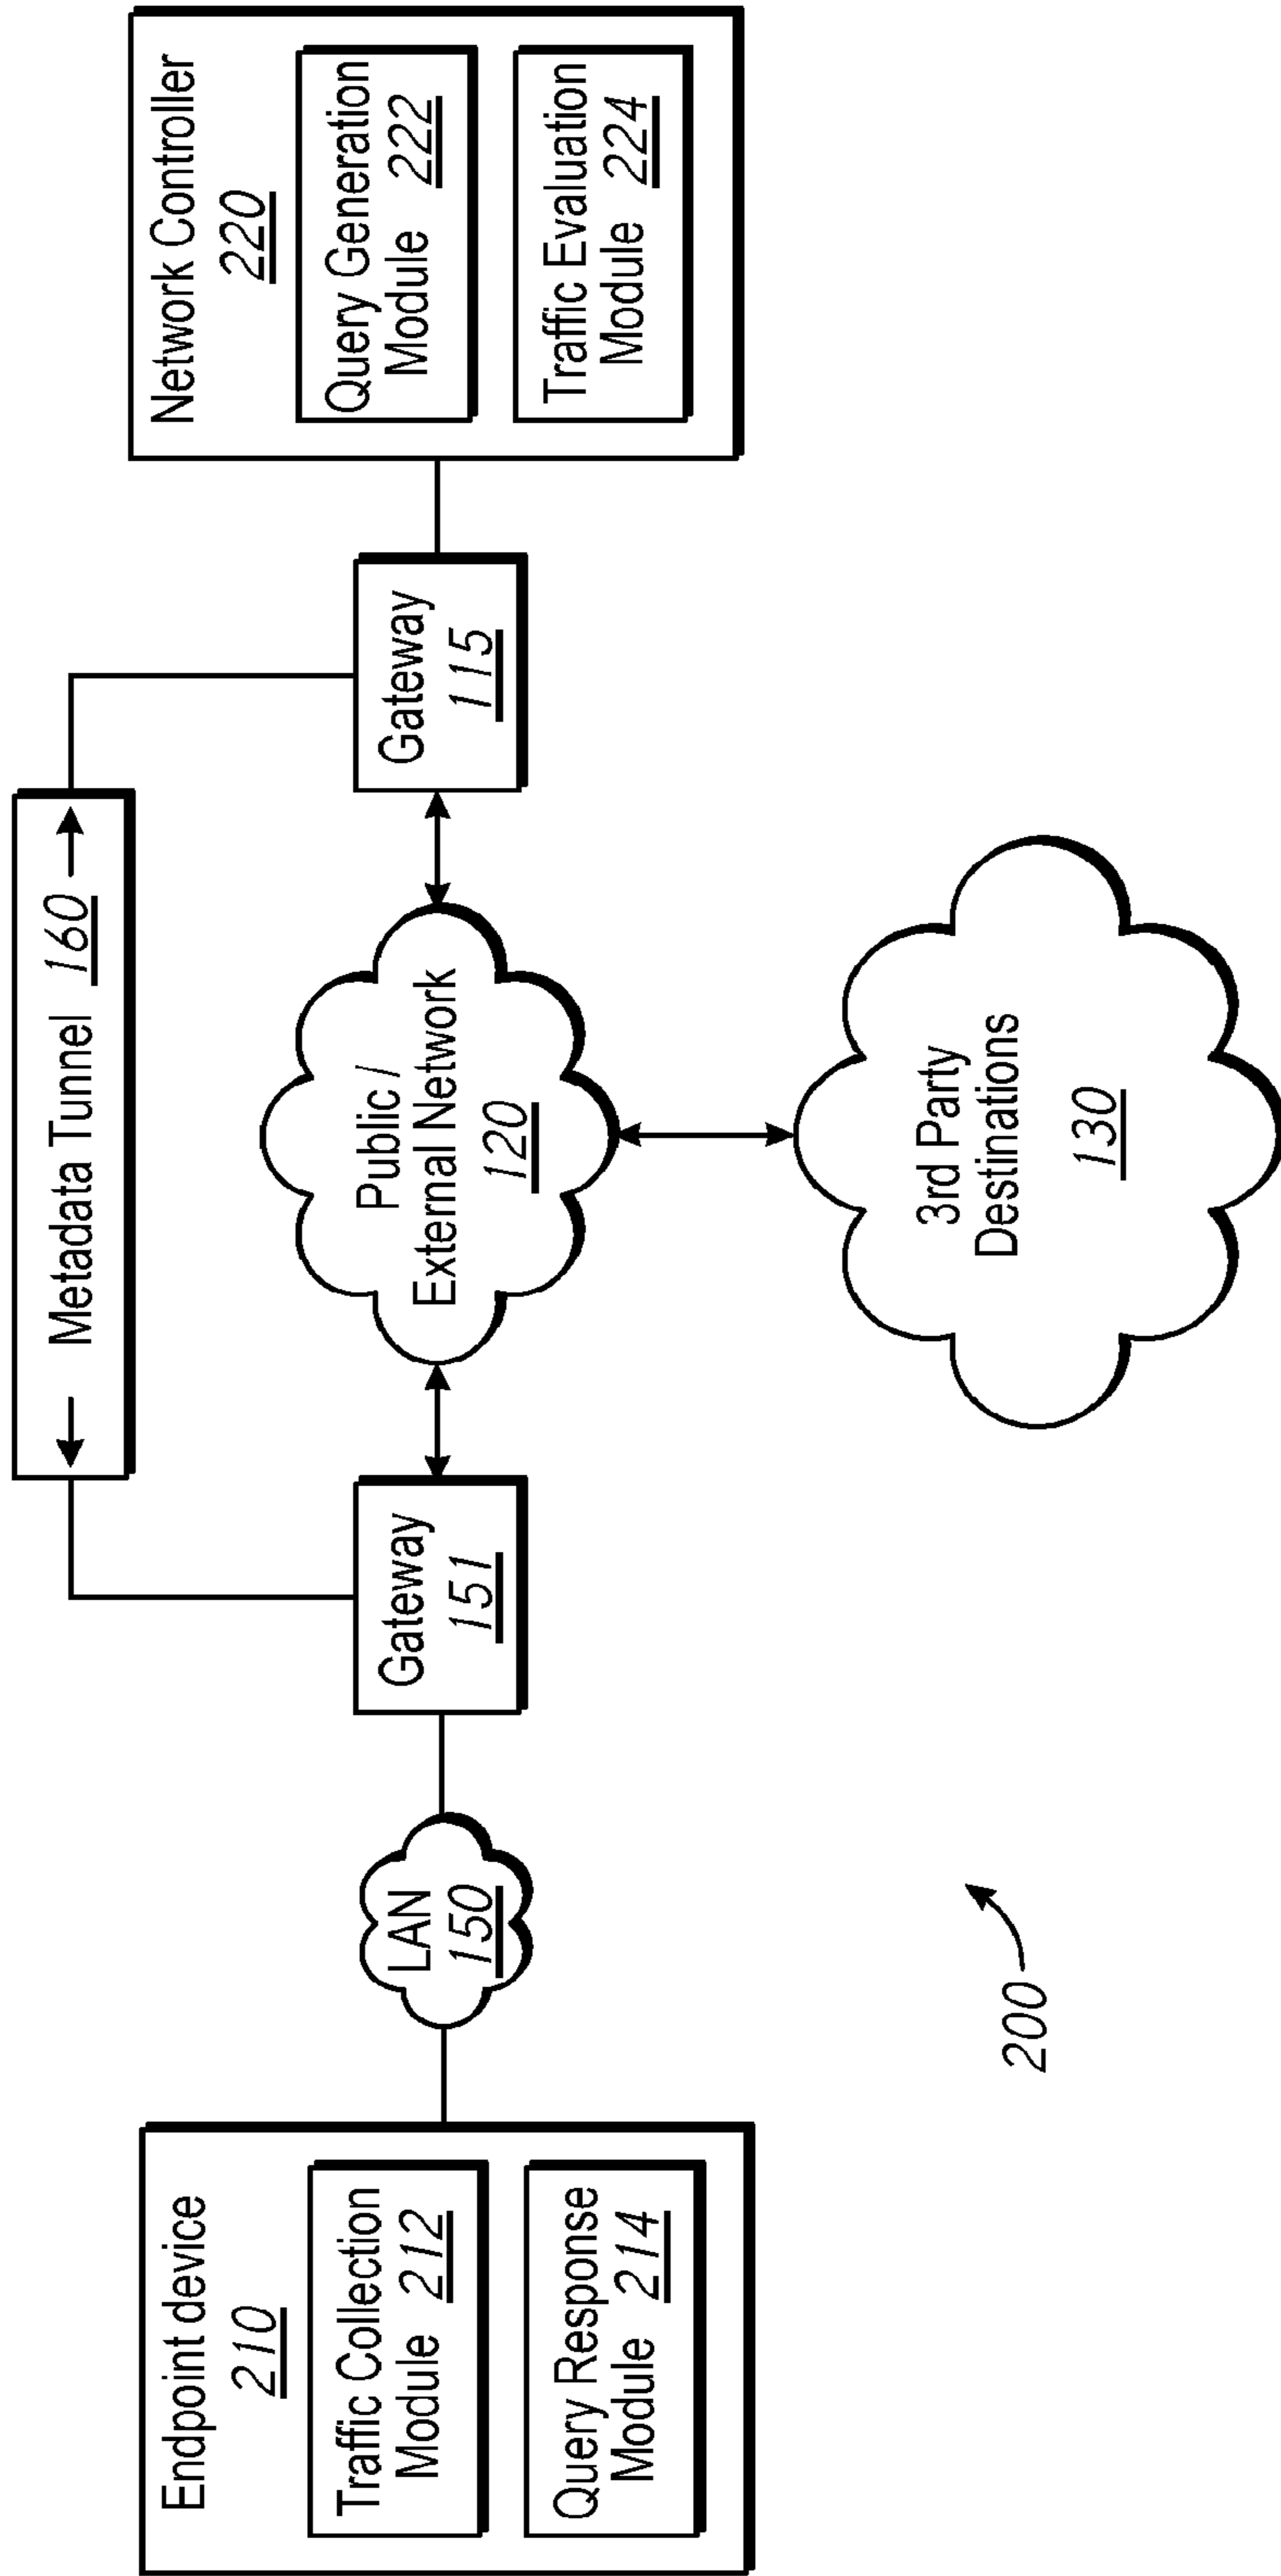 Metadata Tunnel 160
Endpoint device
210
Traffic Collection
Module 212
Query Response
Module 214
LAN
150
Gateway
151
Public /
External Network
120
Gateway
115
Network Controller
220
Query Generation
Module 222
Traffic Evaluation
Module 224
3rd Party
Destinations
130
200